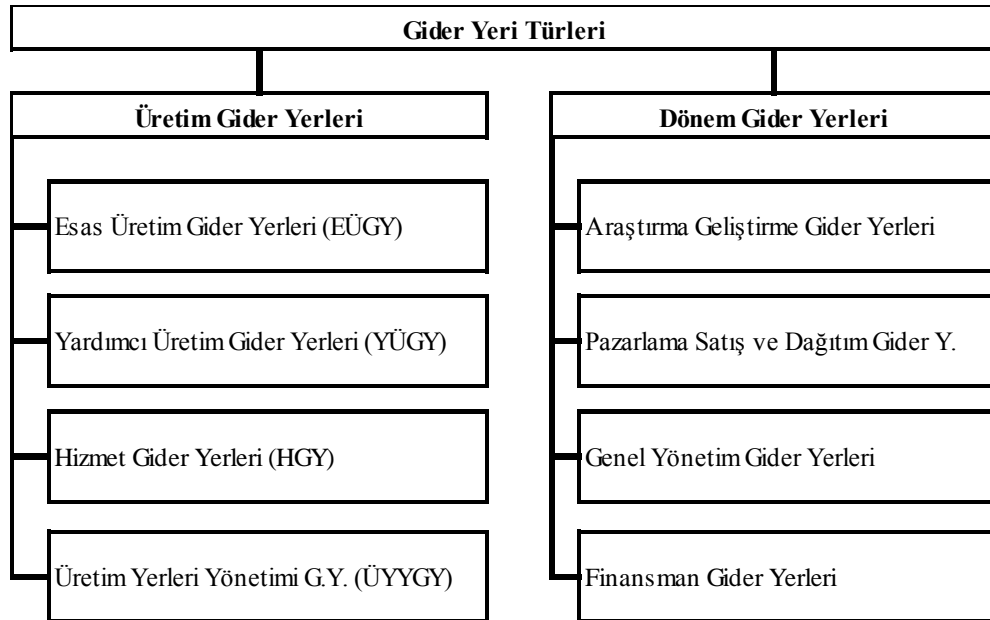 Gider Yeri Türleri
Üretim Gider Yerleri
Esas Üretim Gider Yerleri (EÜGY)
Yardımcı Üretim Gider Yerleri (YÜGY)
Hizmet Gider Yerleri (HGY)
Üretim Yerleri Yönetimi G.Y. (ÜYYGY)
Dönem Gider Yerleri
Araştırma Geliştirme Gider Yerleri
Pazarlama Satış ve Dağıtım Gider Y.
Genel Yönetim Gider Yerleri
Finansman Gider Yerleri